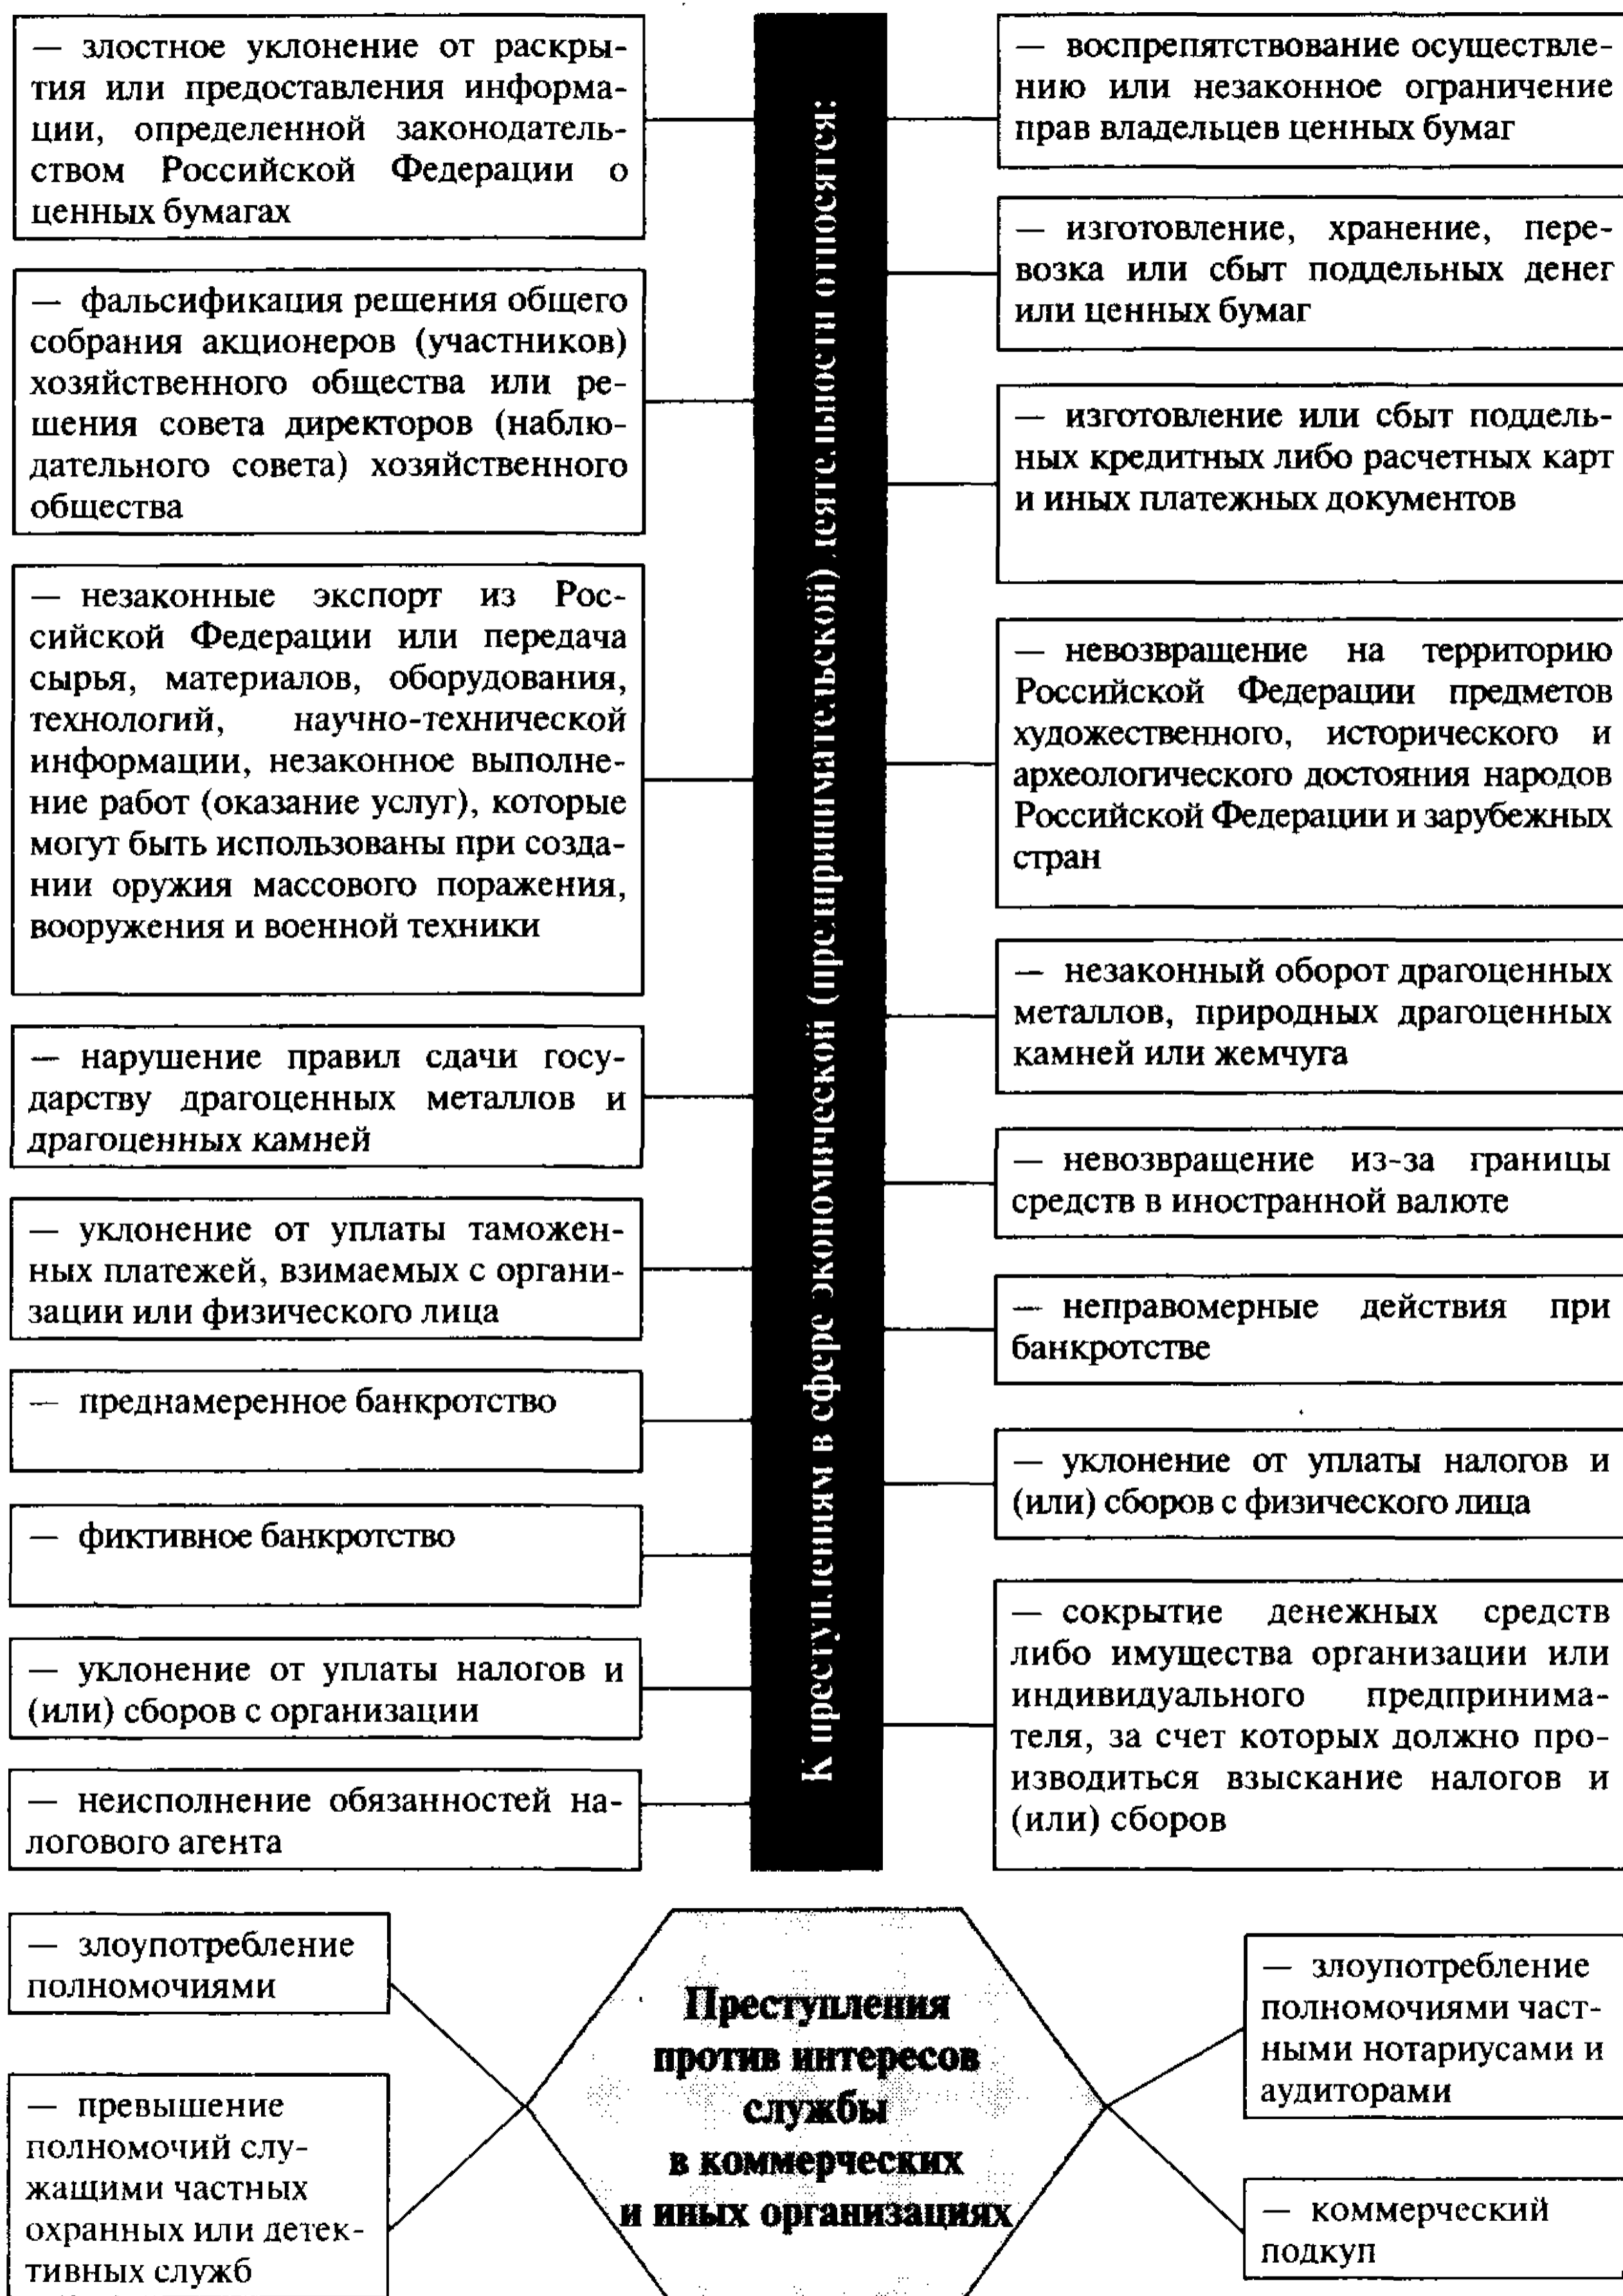 — злостное уклонение от раскры-
тия или предоставления информа-
ции, определенной законодатель-
ством Российской Федерации о
ценных бумагах
— фальсификация решения общего
собрания акционеров (участников)
хозяйственного общества или ре-
шения совета директоров (наблю-
дательного совета) хозяйственного
общества
— незаконные экспорт из Рос-
сийской Федерации или передача
сырья, материалов, оборудования,
технологий, научно-технической
информации, незаконное выполне-
ние работ (оказание услуг), которые
могут быть использованы при созда-
нии оружия массового поражения,
вооружения и военной техники
— нарушение правил сдачи госу-
дарству драгоценных металлов и
драгоценных камней
— уклонение от уплаты таможен-
ных платежей, взимаемых с органи-
зации или физического лица
— преднамеренное банкротство
— фиктивное банкротство
— уклонение от уплаты налогов и
(или) сборов с организации
— неисполнение обязанностей на-
логового агента
К преступлениям в сфере экономической (предпринимательской) деятельности относятся:
— воспрепятствование осуществле-
нию или незаконное ограничение
прав владельцев ценных бумаг
— изготовление, хранение, пере-
возка или сбыт поддельных денег
или ценных бумаг
— изготовление или сбыт поддель-
ных кредитных либо расчетных карт
и иных платежных документов
— невозвращение на территорию
Российской Федерации предметов
художественного, исторического и
археологического достояния народов
Российской Федерации и зарубежных
стран
— незаконный оборот драгоценных
металлов, природных драгоценных
камней или жемчуга
— невозвращение из-за границы
средств в иностранной валюте
— неправомерные действия при
банкротстве
— уклонение от уплаты налогов и
(или) сборов с физического лица
— сокрытие денежных средств
либо имущества организации или
индивидуального предпринима-
теля, за счет которых должно про-
изводиться взыскание налогов и
(или) сборов
— злоупотребление
полномочиями
— превышение
полномочий слу-
жащими частных
охранных или детек-
тивных служб
Преступления
против интересов
службы
в коммерческих
и иных организациях
— злоупотребление
полномочиями част-
ными нотариусами и
аудиторами
— коммерческий
подкуп